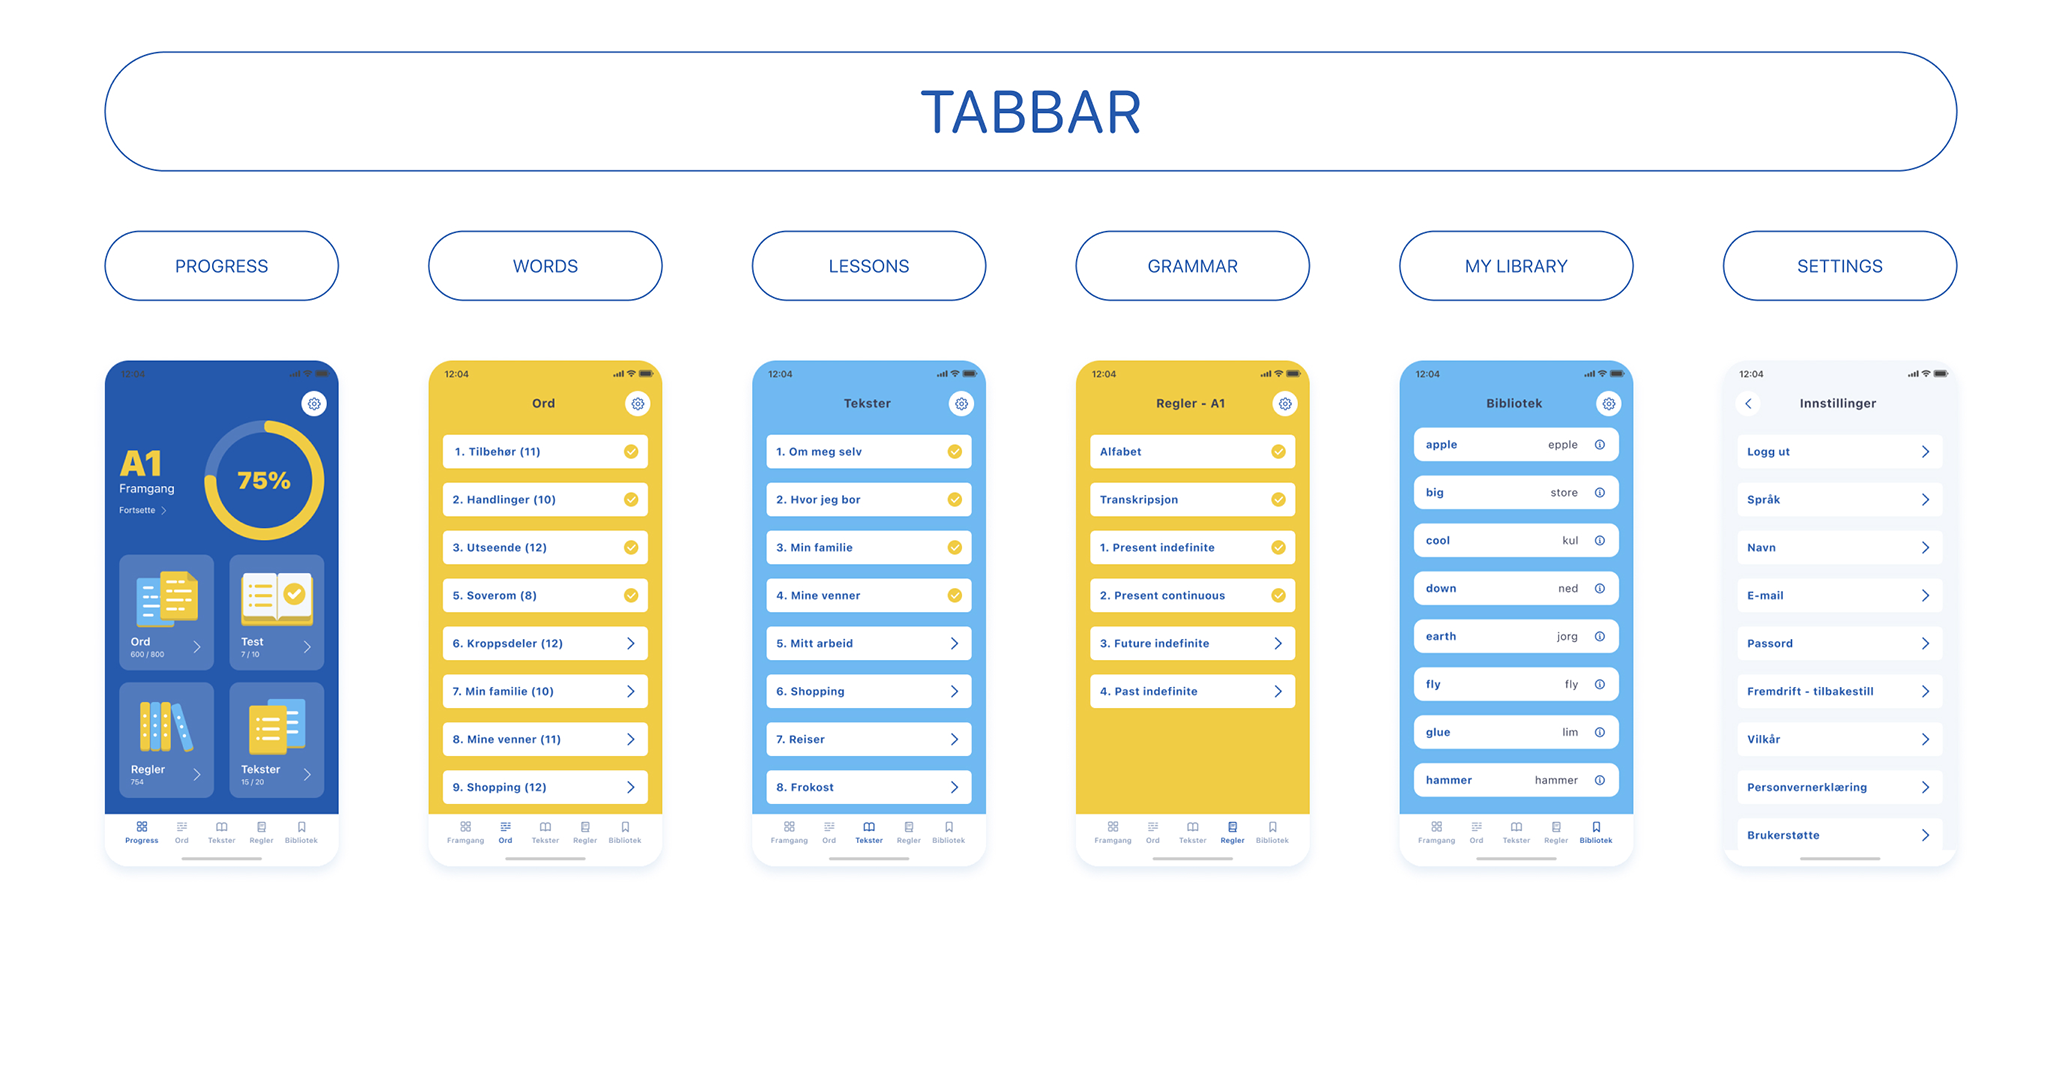 TABBAR
PROGRESS
WORDS
LESSONS
GRAMMAR
MY LIBRARY
SETTINGS
12:04
A1
Framgang
Fortsette
75%
Ord
600 / 800
Test
7 / 10
Regler
754
Tekster
15 / 20
Progress
Ord
Tekster
Regler
Bibliotek
12:04
Ord
1. Tilbehør (11)
2. Handlinger (10)
3. Utseende (12)
5. Soverom (8)
6. Kroppsdeler (12)
7. Min familie (10)
8. Mine venner (11)
9. Shopping (12)
Framgang
Ord
Tekster
Regler
Bibliotek
12:04
Tekster
1. Om meg selv
2. Hvor jeg bor
3. Min familie
4. Mine venner
5. Mitt arbeid
6. Shopping
7. Reiser
8. Frokost
Framgang
Ord
Tekster
Regler
Bibliotek
12:04
Regler - A1
Alfabet
Transkripsjon
1. Present indefinite
2. Present continuous
3. Future indefinite
4. Past indefinite
Framgang
Ord
Tekster
Regler
Bibliotek
12:04
Bibliotek
apple epple
big store
cool kul
down ned
earth jorg
fly fly
glue lim
hammer hammer
Framgang
Ord
Tekster
Regler
Bibliotek
12:04
Innstillinger
Logg ut
Språk
Navn
E-mail
Passord
Fremdrift - tilbakestill
Vilkår
Personvernerklæring
Brukerstøtte